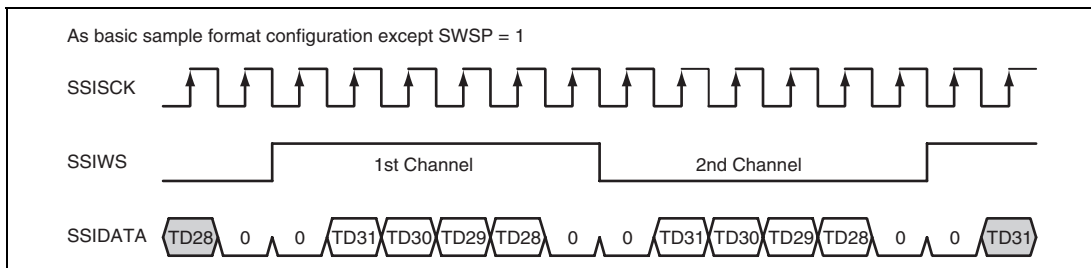 As basic sample format configuration except SWSP = 1
SSISCK
SSIWS 1st Channel 2nd Channel
SSIDATA TD28 0 0 TD31 TD30 TD29 TD28 0 0 TD31 TD30 TD29 TD28 0 0 TD31